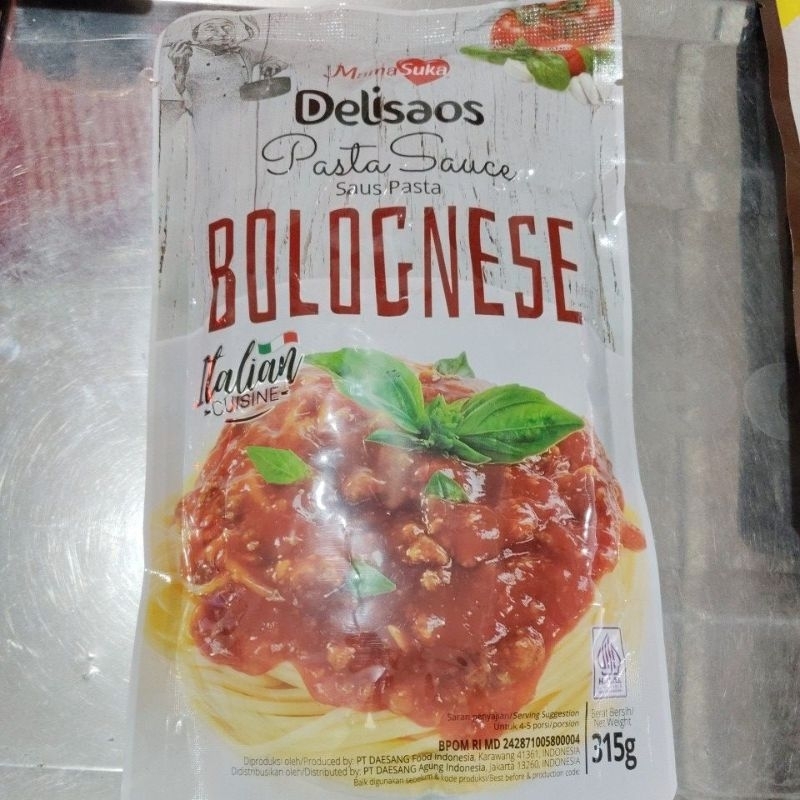 MamaSuka
Delisaos
Pasta Sauce
Saus Pasta
BOLOGNESE
Italian
CUISINE
Saran penyajian/Serving Suggestion
Untuk 4-5 porsi/portion
BPOM RI MD 242871005800004
Diproduksi oleh/Produced by: PT DAESANG Food Indonesia, Karawang 41361, INDONESIA
Didistribusikan oleh/Distributed by: PT DAESANG Agung Indonesia, Jakarta 13260, INDONESIA
Baik digunakan sebelum & kode produksi/Best before & production code:
Berat Bersih/
Net Weight
315g